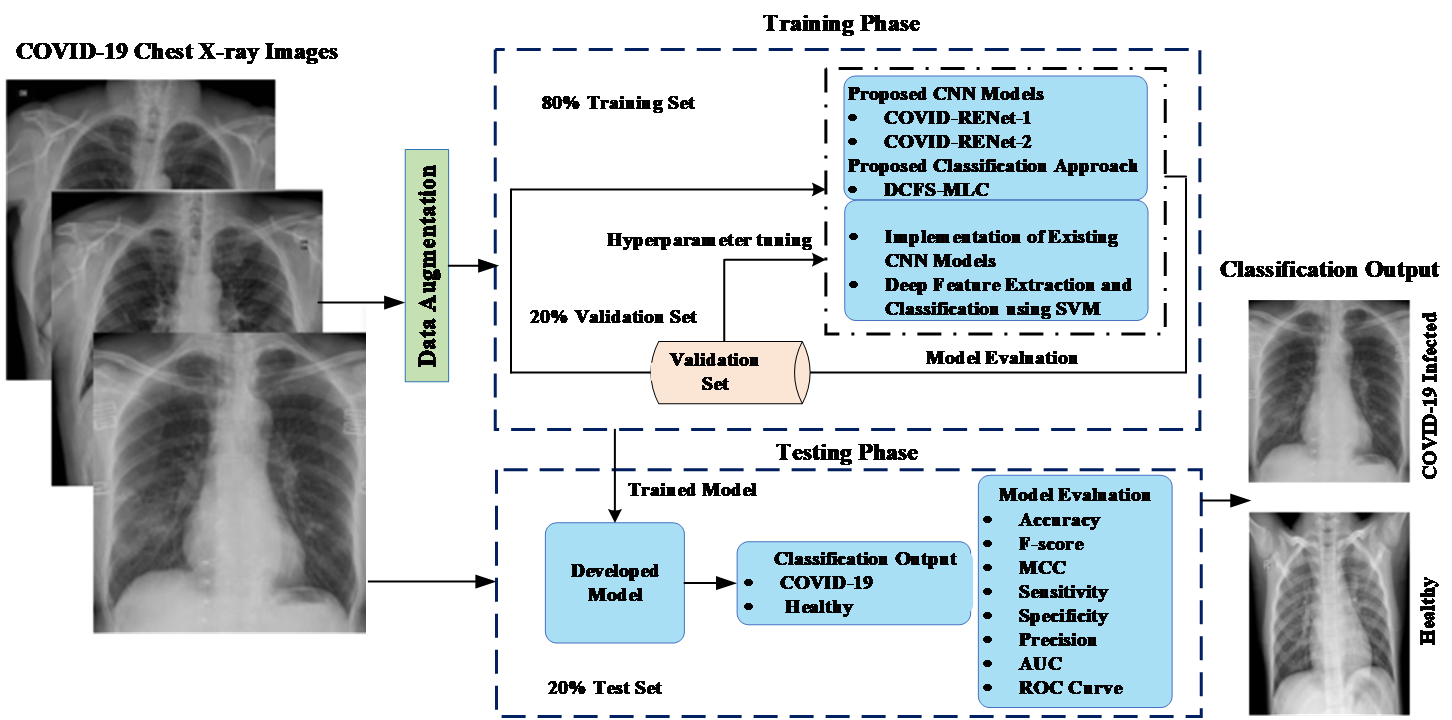 Training Phase
COVID-19 Chest X-ray Images
80% Training Set
Proposed CNN Models
• COVID-RENet-1
• COVID-RENet-2
Proposed Classification Approach
• DCFS-MLC
Data Augmentation
Hyperparameter tuning
• Implementation of Existing
CNN Models
• Deep Feature Extraction and
Classification using SVM
20% Validation Set
Validation
Set
Model Evaluation
Classification Output
COVID-19 Infected
Healthy
Testing Phase
Trained Model
Developed
Model
Classification Output
• COVID-19
• Healthy
Model Evaluation
• Accuracy
• F-score
• MCC
• Sensitivity
• Specificity
• Precision
• AUC
• ROC Curve
20% Test Set